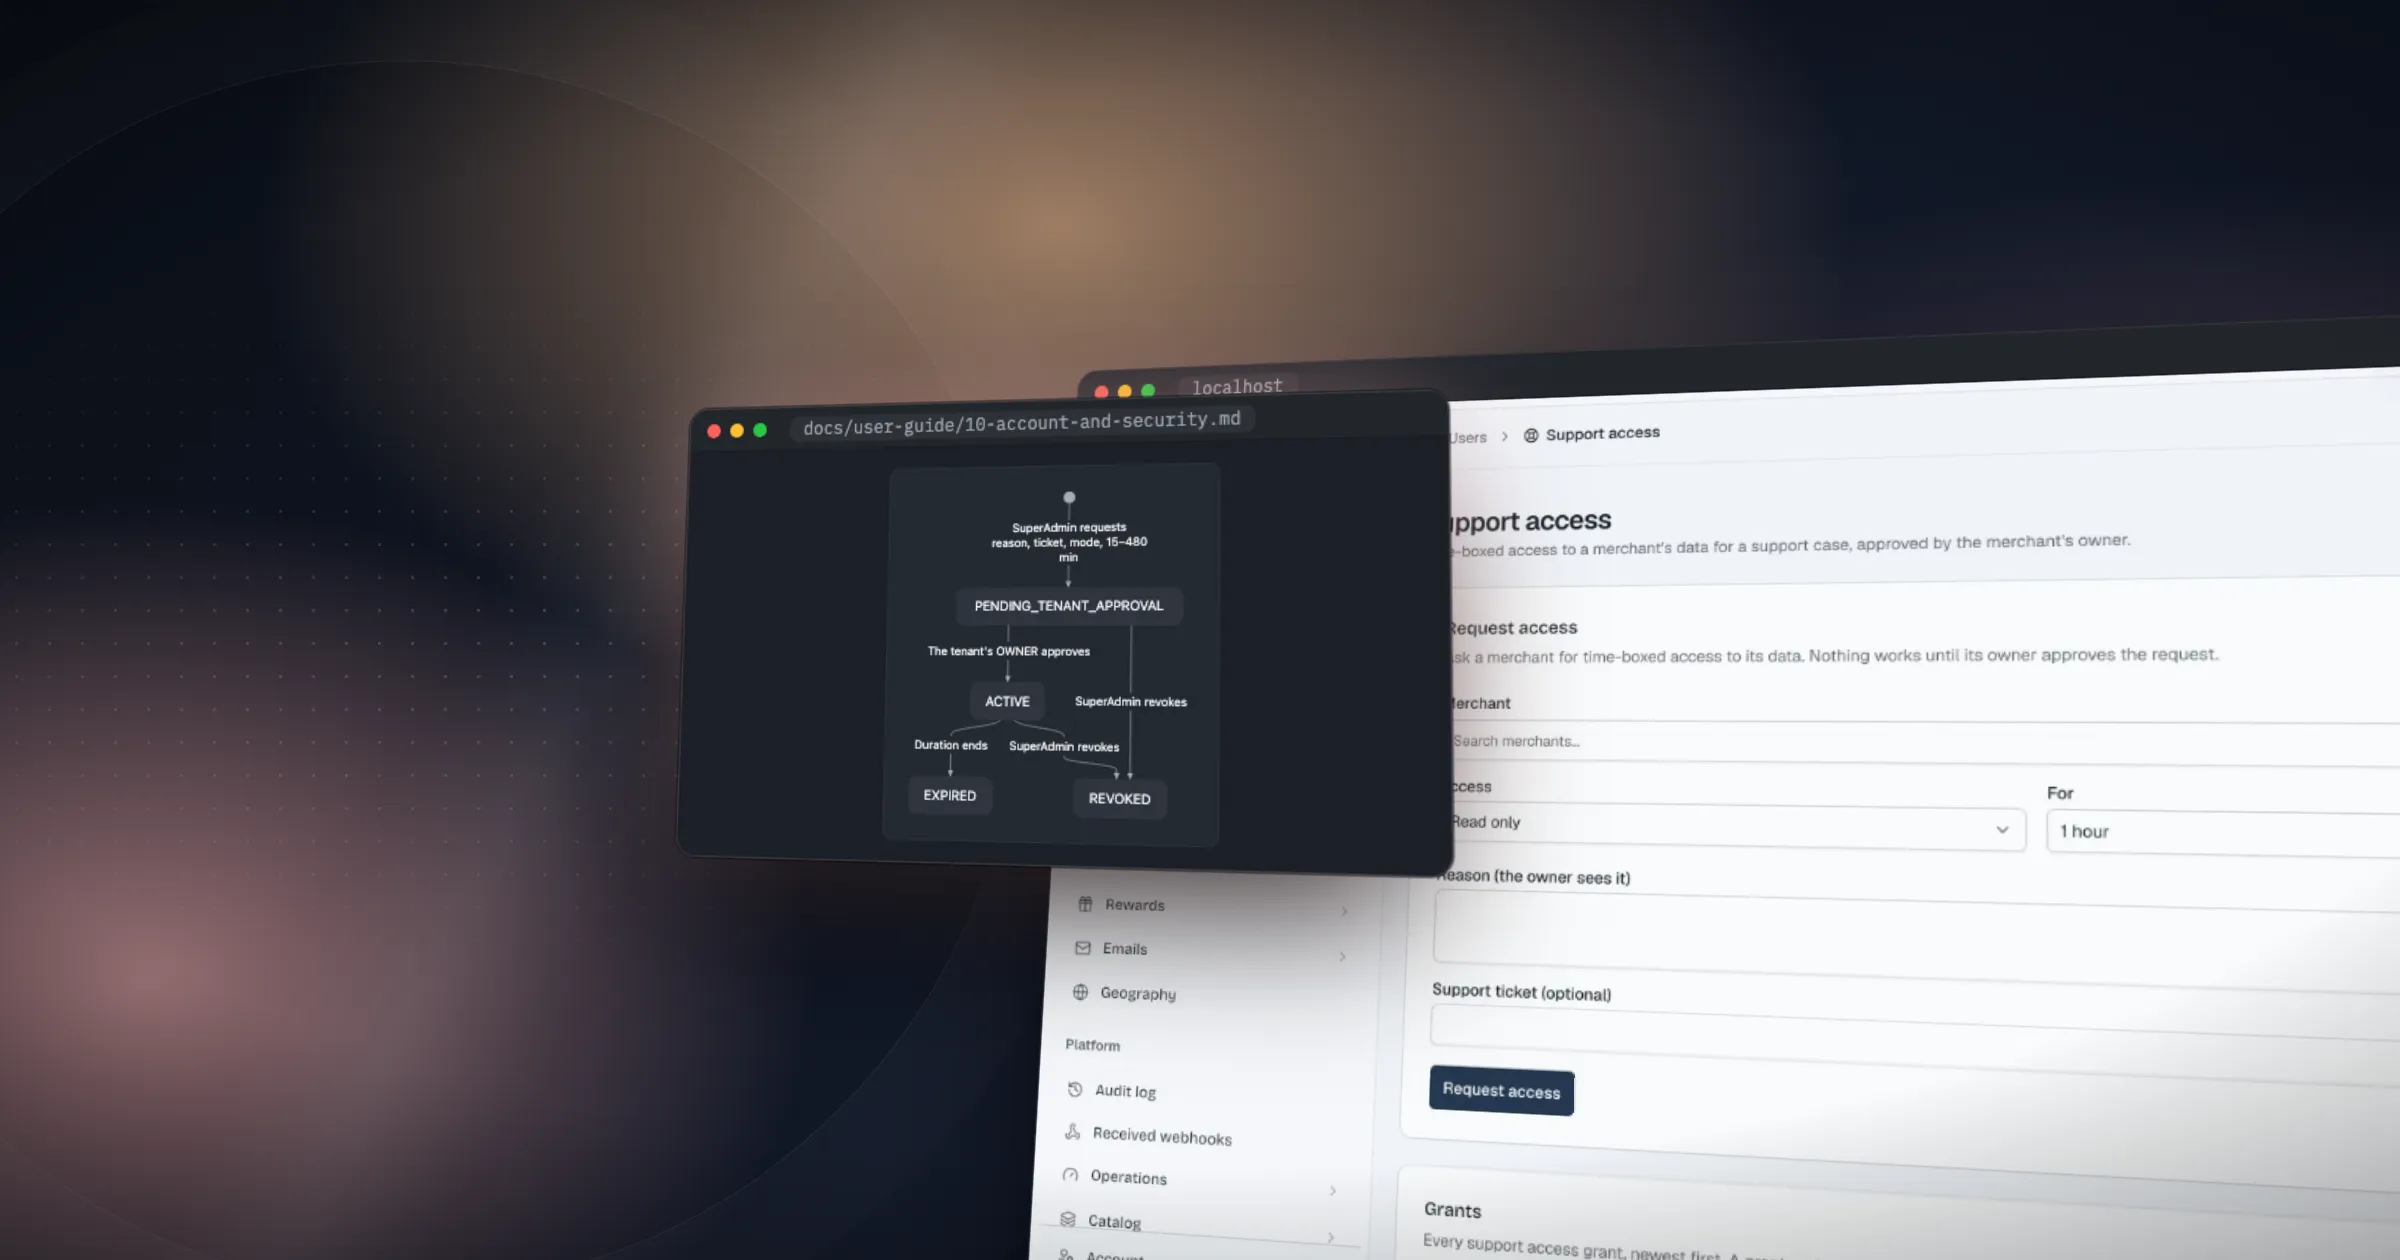 localhost
docs/user-guide/10-account-and-security.md
SuperAdmin requests
reason, ticket, mode, 15–480
min
PENDING_TENANT_APPROVAL
The tenant's OWNER approves
ACTIVE
SuperAdmin revokes
Duration ends
SuperAdmin revokes
EXPIRED
REVOKED
Users
Support access
upport access
e-boxed access to a merchant's data for a support case, approved by the merchant's owner.
Request access
sk a merchant for time-boxed access to its data. Nothing works until its owner approves the request.
erchant
Search merchants...
ccess
For
Read only
1 hour
Reason (the owner sees it)
Support ticket (optional)
Request access
Grants
Every support access grant, newest first.
Rewards
Emails
Geography
Platform
Audit log
Received webhooks
Operations
Catalog